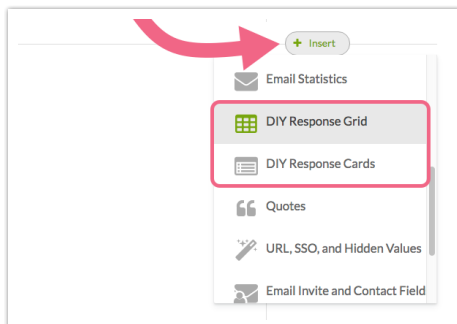 + Insert
Email Statistics
DIY Response Grid
DIY Response Cards
Quotes
URL, SSO, and Hidden Values
Email Invite and Contact Field